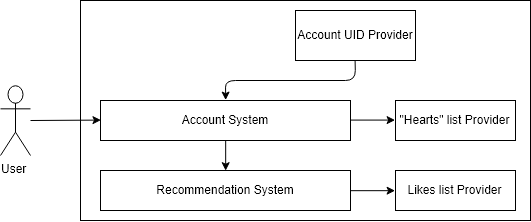 Account UID Provider
Account System
"Hearts" list Provider
User
Recommendation System
Likes list Provider